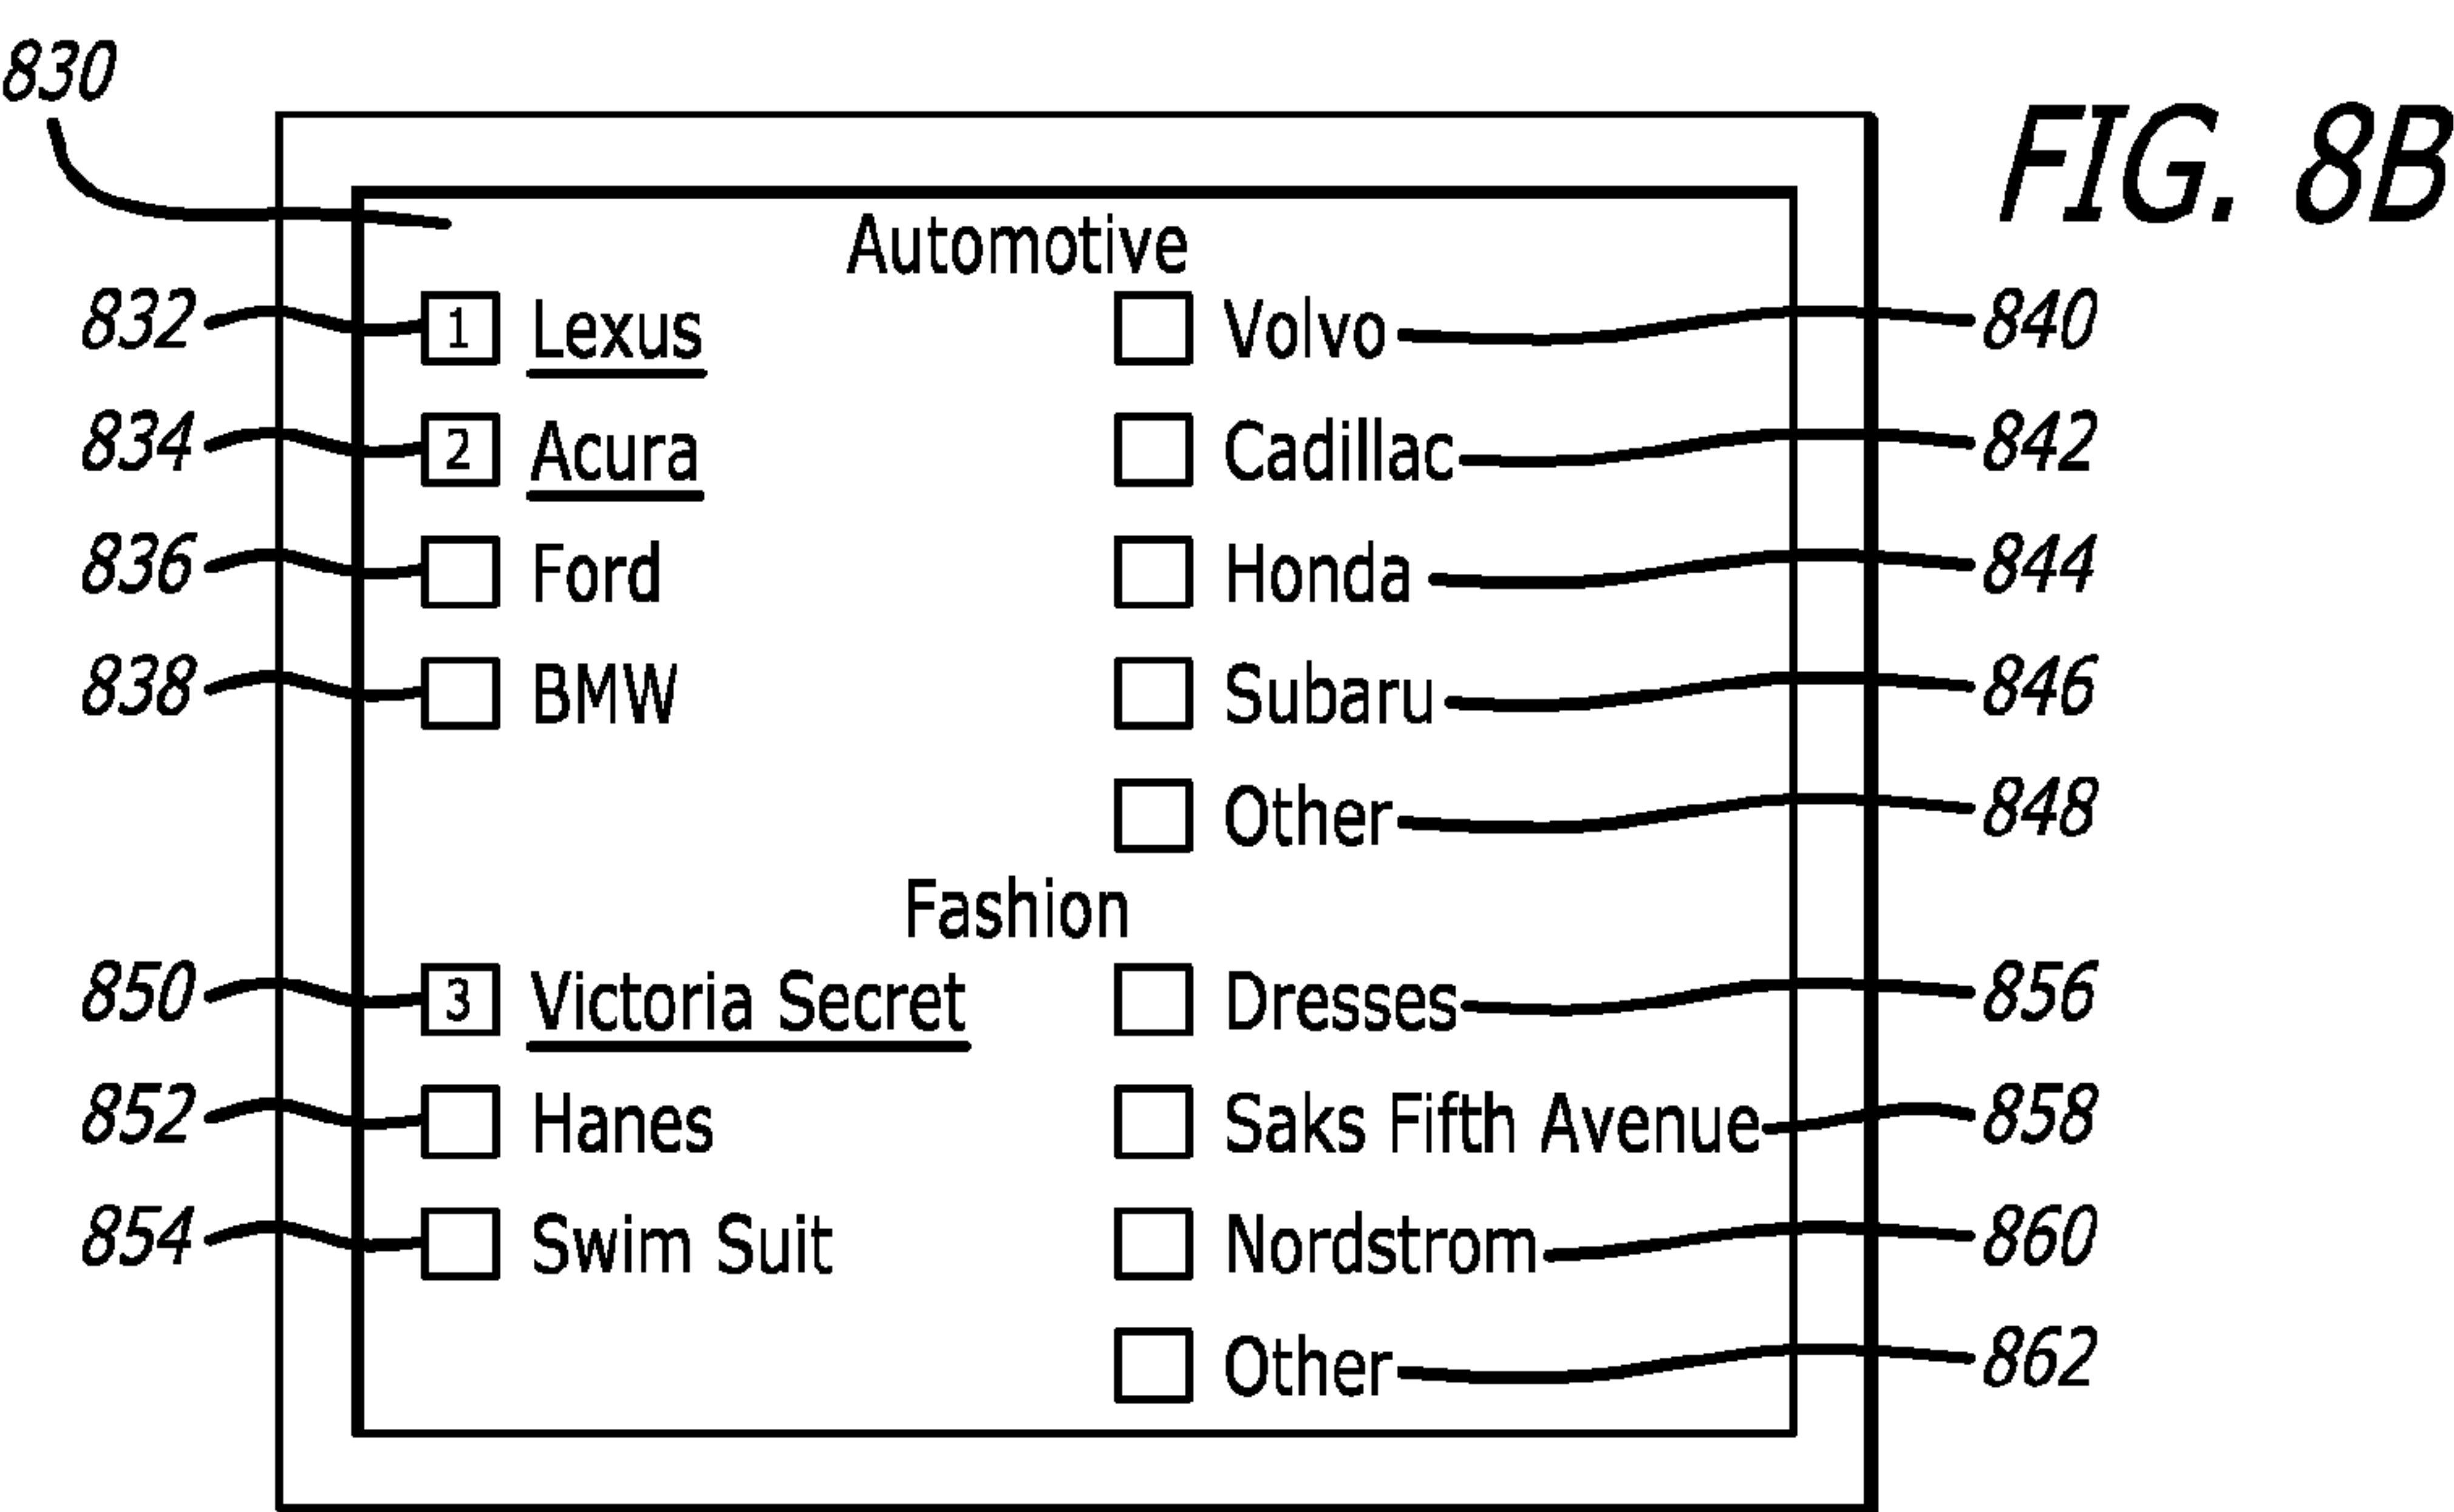 830
FIG. 8B
Automotive
832 1 Lexus Volvo 840
834 2 Acura Cadillac 842
836 Ford Honda 844
838 BMW Subaru 846
Other 848
Fashion
850 3 Victoria Secret Dresses 856
852 Hanes Saks Fifth Avenue 858
854 Swim Suit Nordstrom 860
Other 862